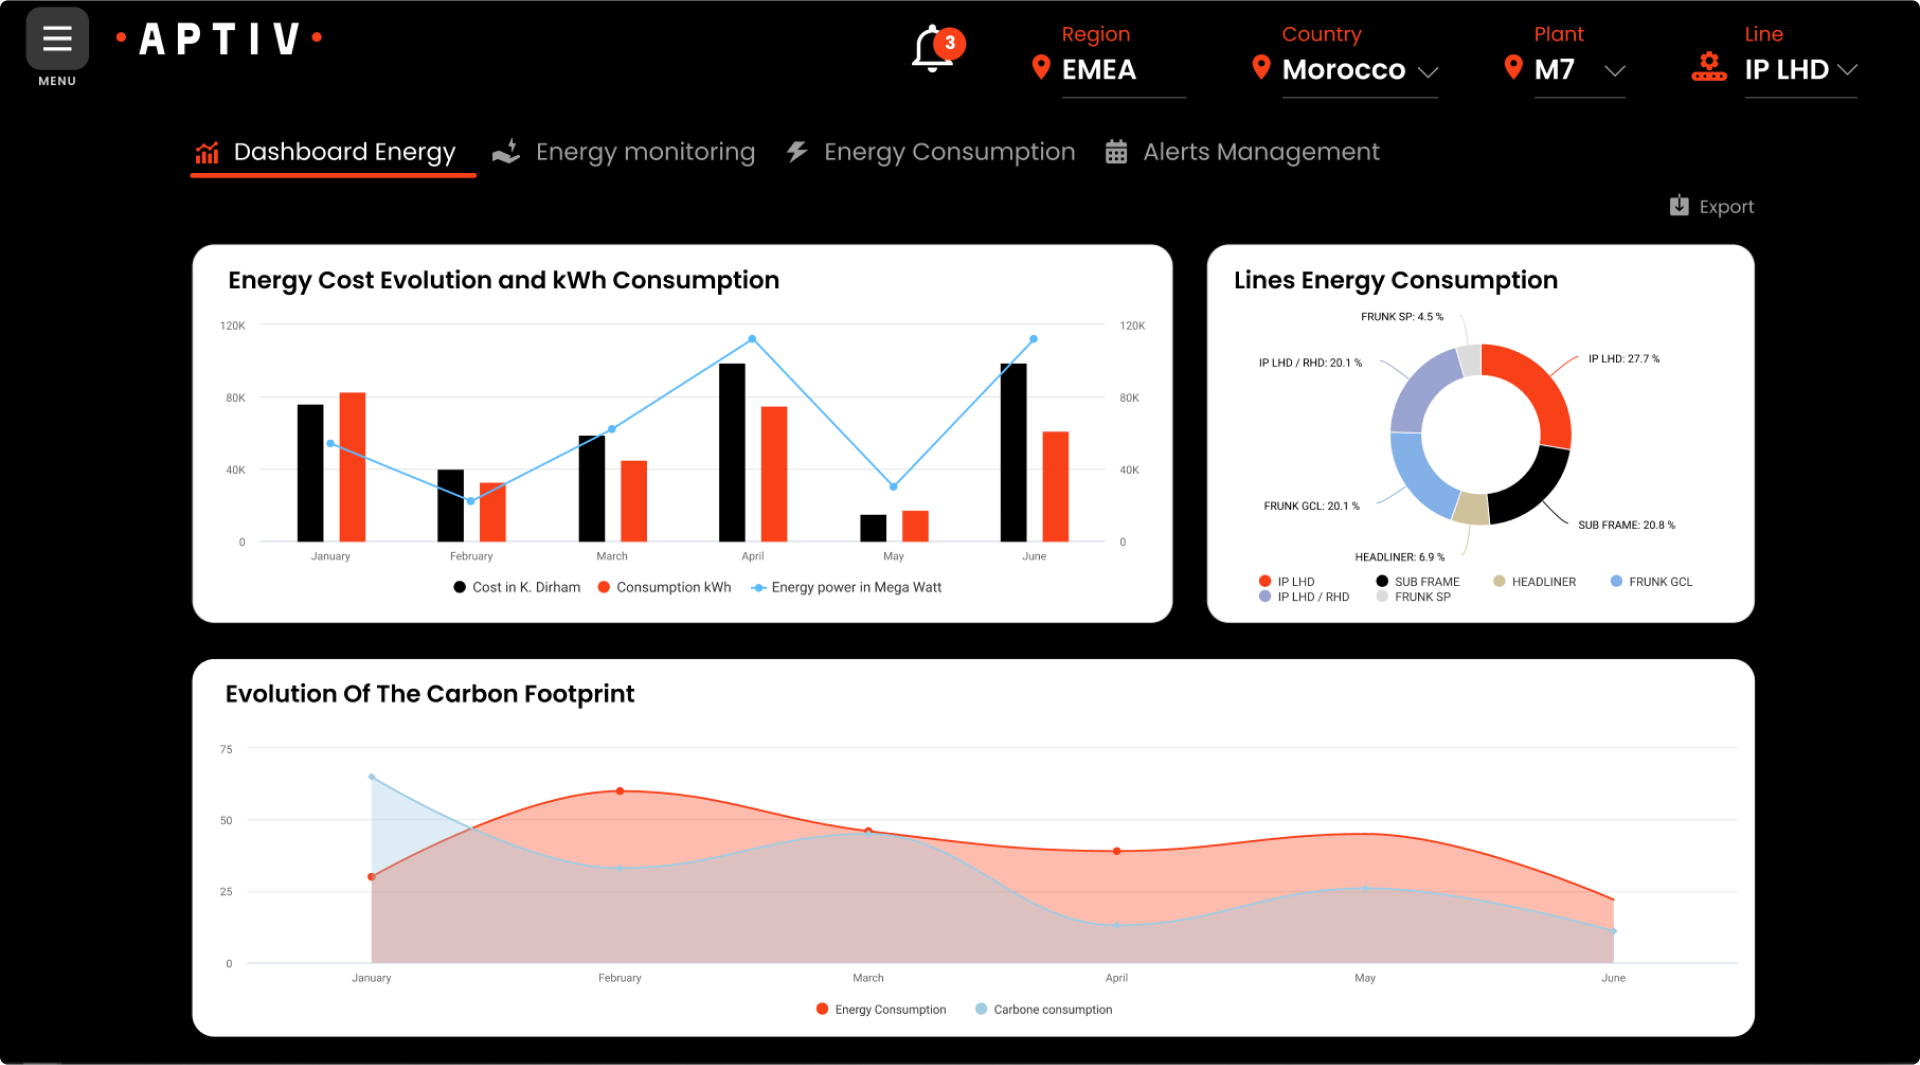 MENU
APTIV
3
Region
EMEA
Country
Morocco
Plant
M7
Line
IP LHD
Dashboard Energy
Energy monitoring
Energy Consumption
Alerts Management
Export
Energy Cost Evolution and kWh Consumption
120K
120K
80K
80K
40K
40K
0
0
January
February
March
April
May
June
Cost in K. Dirham
Consumption kWh
Energy power in Mega Watt
Lines Energy Consumption
FRUNK SP: 4.5 %
IP LHD / RHD: 20.1 %
IP LHD: 27.7 %
FRUNK GCL: 20.1 %
SUB FRAME: 20.8 %
HEADLINER: 6.9 %
IP LHD
SUB FRAME
HEADLINER
FRUNK GCL
IP LHD / RHD
FRUNK SP
Evolution Of The Carbon Footprint
75
50
25
0
January
February
March
April
May
June
Energy Consumption
Carbone consumption